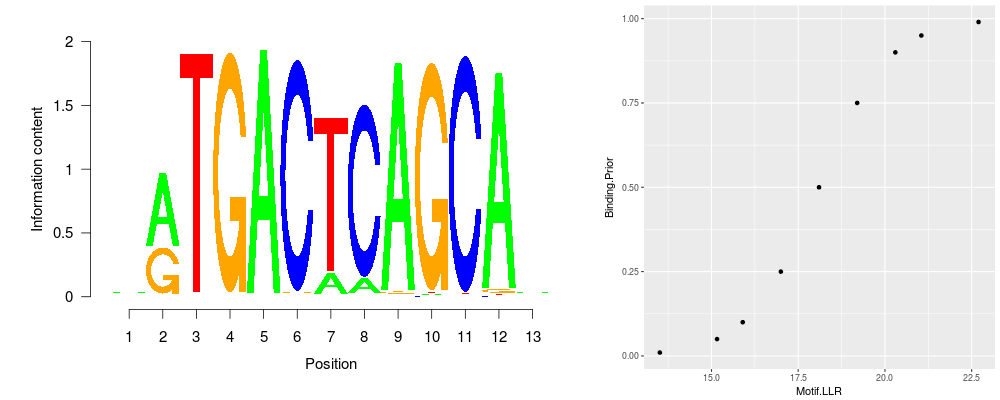 2
1.5
1
0.5
0
Information content
A
G
T
G
A
C
T
A
C
A
A
G
C
A
1 2 3 4 5 6 7 8 9 10 11 12 13
Position
1.00
0.75
0.50
0.25
0.00
Binding.Prior
15.0 17.5 20.0 22.5
Motif.LLR